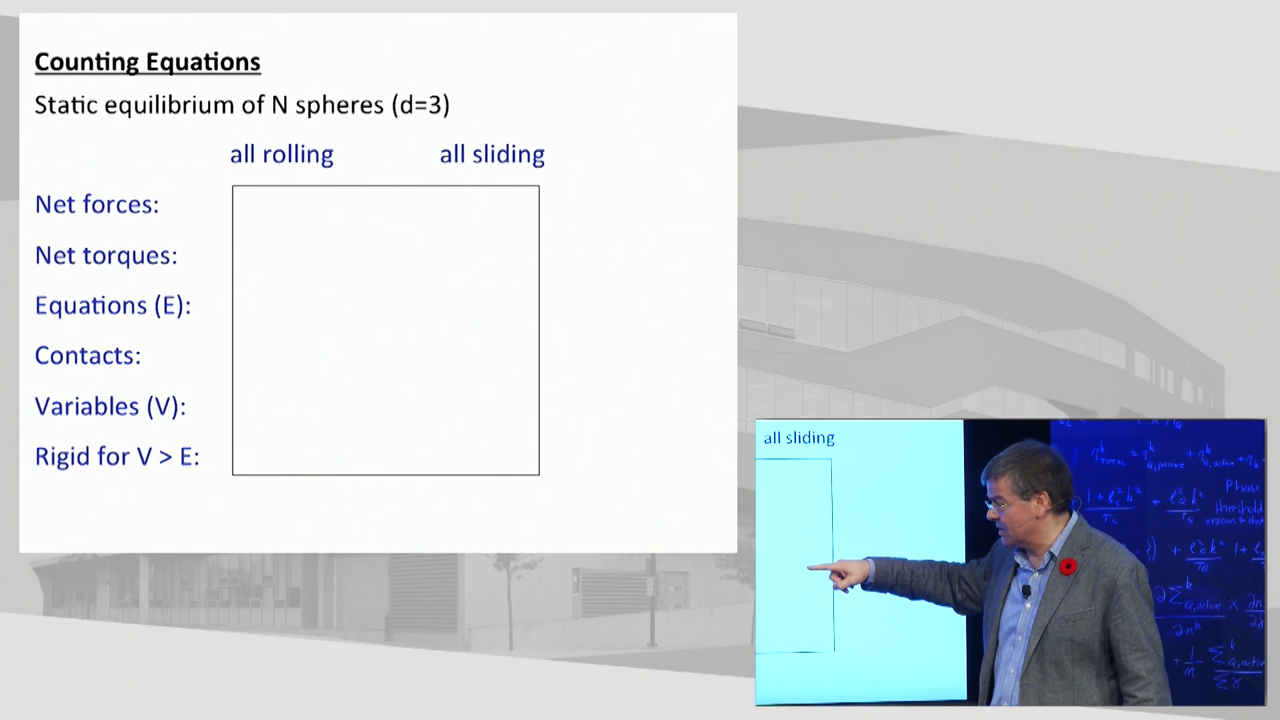 Counting Equations
Static equilibrium of N spheres (d=3)
all rolling all sliding
Net forces:
Net torques:
Equations (E):
Contacts:
Variables (V):
Rigid for V > E:
all sliding
Phase
threshold